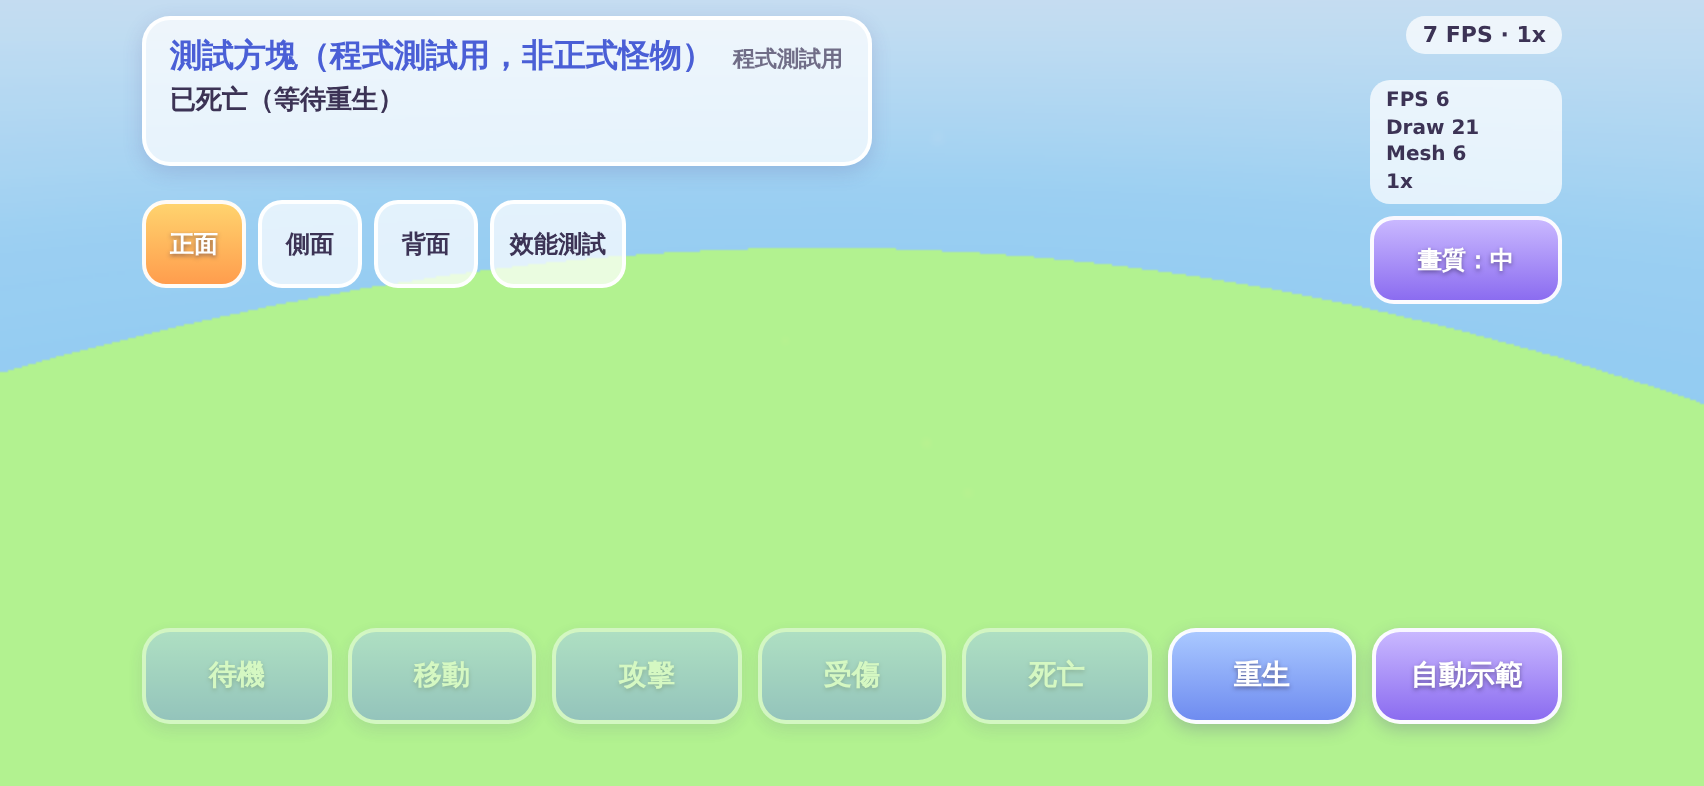 測試方塊（程式測試用，非正式怪物） 程式測試用
已死亡（等待重生）
7 FPS · 1x
FPS 6
Draw 21
Mesh 6
1x
正面 側面 背面 效能測試
畫質：中
待機 移動 攻擊 受傷 死亡 重生 自動示範